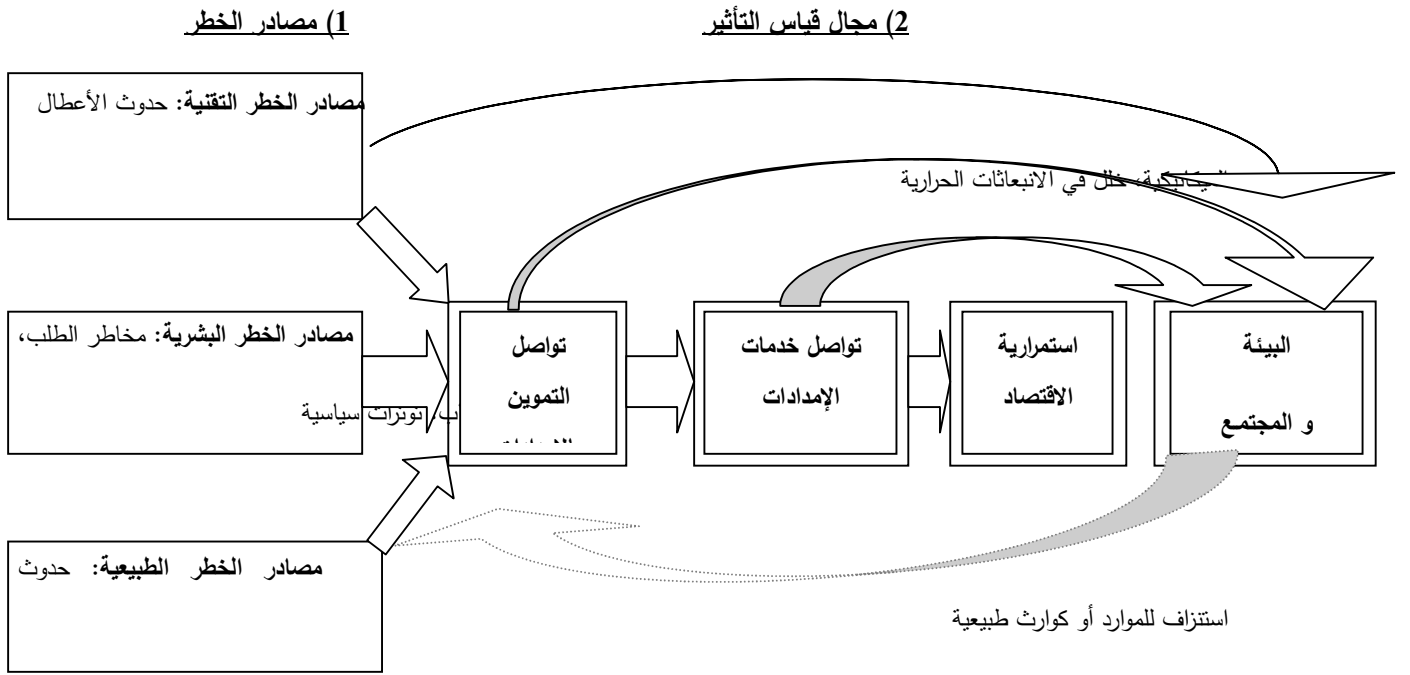 1) مصادر الخطر
2) مجال قياس التأثير
مصادر الخطر التقنية: حدوث الأعطال
خلل في الانبعاثات الحرارية
مصادر الخطر البشرية: مخاطر الطلب،
توترات سياسية
تواصل
التموين
تواصل خدمات
الإمدادات
استمرارية
الاقتصاد
البيئة
و المجتمع
مصادر الخطر الطبيعية: حدوث
استنزاف للموارد أو كوارث طبيعية